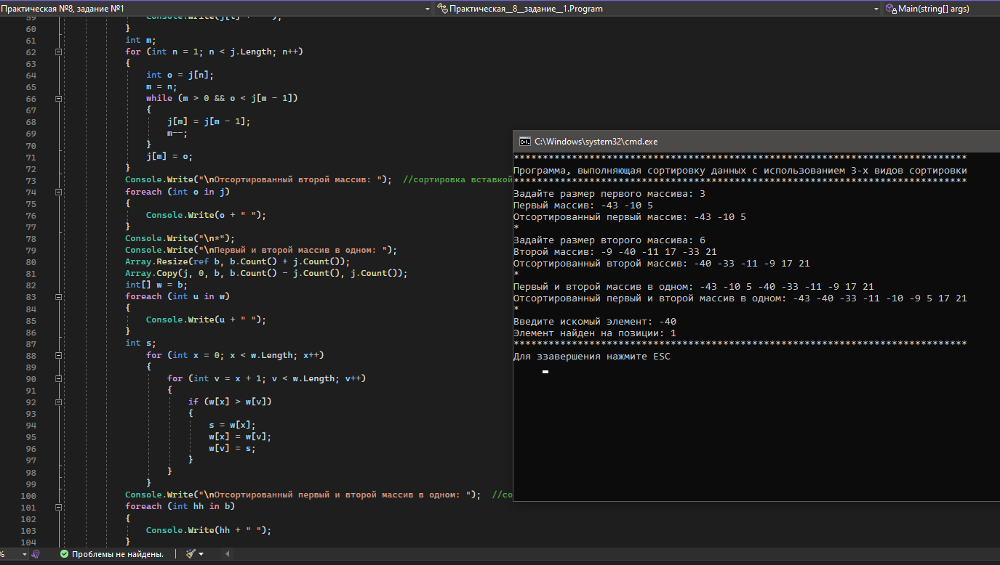 Практическая №8, задание №1 Практическая__8__задание__1.Program Main(string[] args)
60 }
61 int m;
62 for (int n = 1; n < j.Length; n++)
63 {
64 int o = j[n];
65 m = n;
66 while (m > 0 && o < j[m - 1])
67 {
68 j[m] = j[m - 1];
69 m--;
70 }
71 j[m] = o;
72 }
73 Console.Write("\nОтсортированный второй массив: "); //сортировка вставкой
74 foreach (int o in j)
75 {
76 Console.Write(o + " ");
77 }
78 Console.Write("\n*");
79 Console.Write("\nПервый и второй массив в одном: ");
80 Array.Resize(ref b, b.Count() + j.Count());
81 Array.Copy(j, 0, b, b.Count() - j.Count(), j.Count());
82 int[] w = b;
83 foreach (int u in w)
84 {
85 Console.Write(u + " ");
86 }
87 int s;
88 for (int x = 0; x < w.Length; x++)
89 {
90 for (int v = x + 1; v < w.Length; v++)
91 {
92 if (w[x] > w[v])
93 {
94 s = w[x];
95 w[x] = w[v];
96 w[v] = s;
97 }
98 }
99 }
100 Console.Write("\nОтсортированный первый и второй массив в одном: "); //со
101 foreach (int hh in b)
102 {
103 Console.Write(hh + " ");
104 }
% Проблемы не найдены.
C:\Windows\system32\cmd.exe
******************************************************************************
Программа, выполняющая сортировку данных с использованием 3-х видов сортировки
******************************************************************************
Задайте размер первого массива: 3
Первый массив: -43 -10 5
Отсортированный первый массив: -43 -10 5
*
Задайте размер второго массива: 6
Второй массив: -9 -40 -11 17 -33 21
Отсортированный второй массив: -40 -33 -11 -9 17 21
*
Первый и второй массив в одном: -43 -10 5 -40 -33 -11 -9 17 21
Отсортированный первый и второй массив в одном: -43 -40 -33 -11 -10 -9 5 17 21
*
Введите искомый элемент: -40
Элемент найден на позиции: 1
******************************************************************************
Для ззавершения нажмите ESC